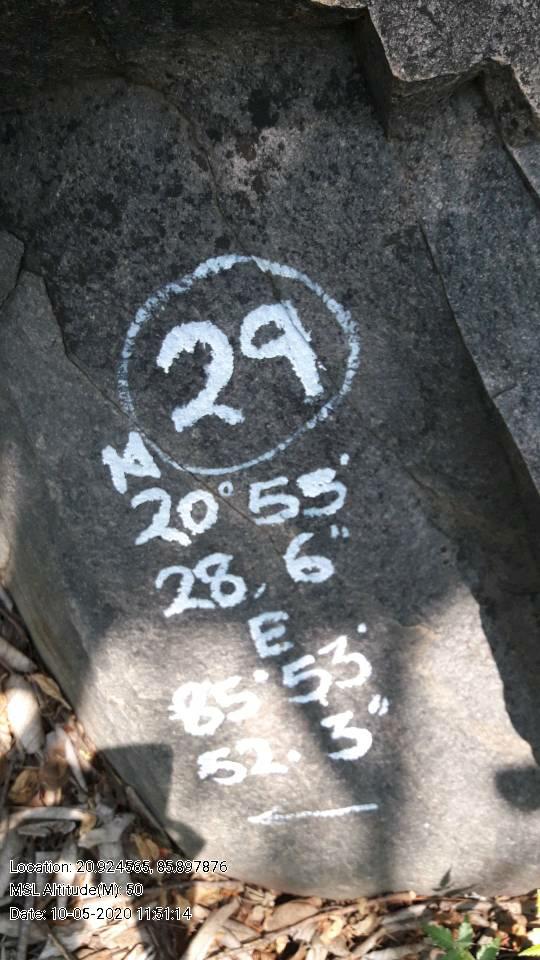 29
N
20° 55'
28, 6"
E
85° 53'
52. 3"
Location: 20.924565, 85.897876
MSL Altitude(M): 50
Date: 10-05-2020 11:51:14